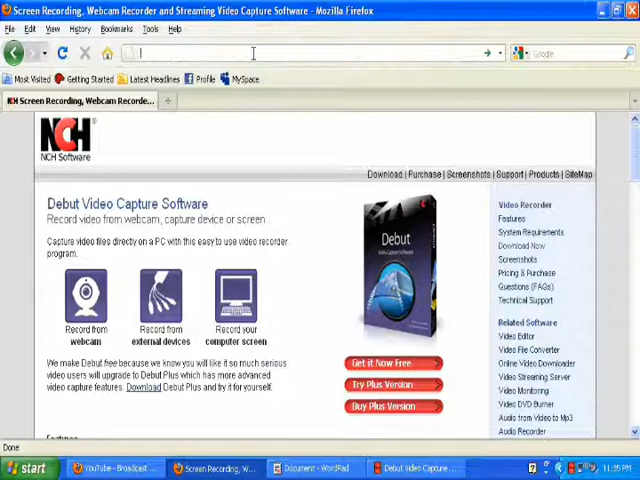 Screen Recording, Webcam Recorder and Streaming Video Capture Software - Mozilla Firefox
File Edit View History Bookmarks Tools Help
Google
Most Visited Getting Started Latest Headlines Profile MySpace
NCH Screen Recording, Webcam Recorde...
NCH
NCH Software
Download | Purchase | Screenshots | Support | Products | SiteMap
Debut Video Capture Software
Record video from webcam, capture device or screen
Capture video files directly on a PC with this easy to use video recorder
program.
Record from
webcam
Record from
external devices
Record your
computer screen
We make Debut free because we know you will like it so much serious
video users will upgrade to Debut Plus which has more advanced
video capture features. Download Debut Plus and try it for yourself.
Features
Debut
Get it Now Free
Try Plus Version
Buy Plus Version
Video Recorder
Features
System Requirements
Download Now
Screenshots
Pricing & Purchase
Questions (FAQs)
Technical Support
Related Software
Video Editor
Video File Converter
Online Video Downloader
Video Streaming Server
Video Monitoring
Video DVD Burner
Audio from Video to Mp3
Audio Recorder
Done
start
YouTube - Broadcast ...
Screen Recording, W...
Document - WordPad
Debut Video Capture ...
11:35 PM